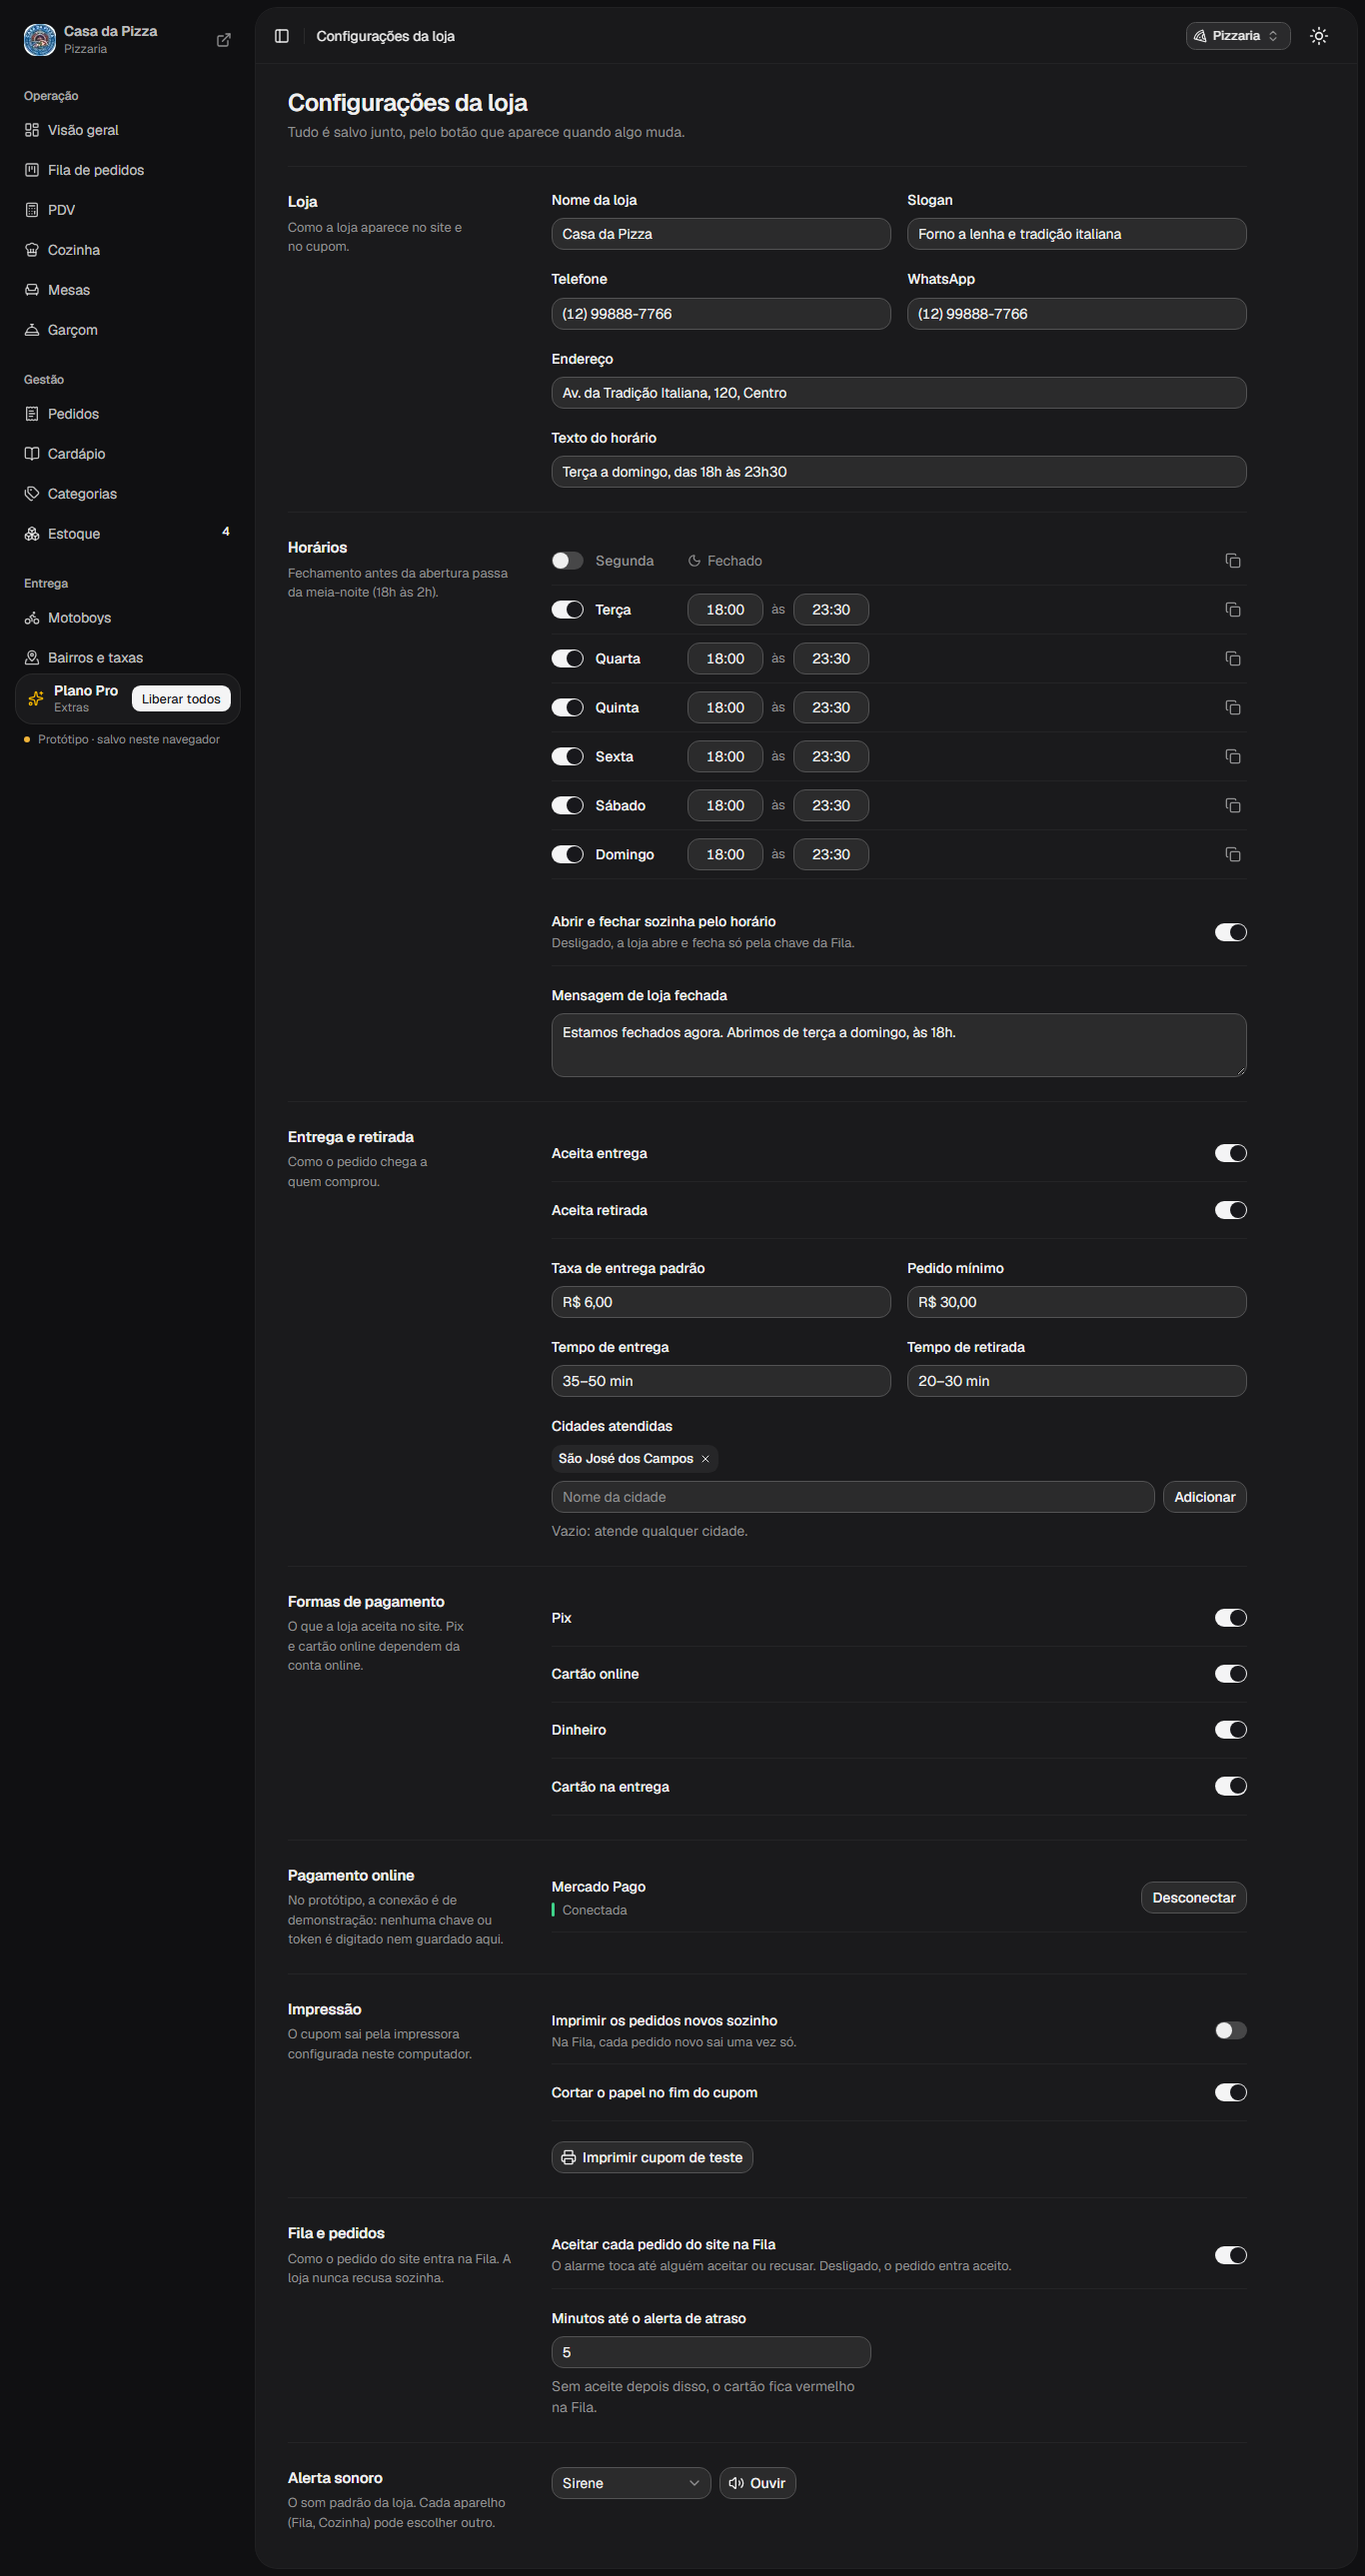 Casa da Pizza
Pizzaria
Operação
Visão geral
Fila de pedidos
PDV
Cozinha
Mesas
Garçom
Gestão
Pedidos
Cardápio
Categorias
Estoque 4
Entrega
Motoboys
Bairros e taxas
Plano Pro
Extras
Liberar todos
Protótipo · salvo neste navegador
Configurações da loja
Pizzaria
Configurações da loja
Tudo é salvo junto, pelo botão que aparece quando algo muda.
Loja
Como a loja aparece no site e
no cupom.
Nome da loja
Casa da Pizza
Slogan
Forno a lenha e tradição italiana
Telefone
(12) 99888-7766
WhatsApp
(12) 99888-7766
Endereço
Av. da Tradição Italiana, 120, Centro
Texto do horário
Terça a domingo, das 18h às 23h30
Horários
Fechamento antes da abertura passa
da meia-noite (18h às 2h).
Segunda Fechado
Terça 18:00 às 23:30
Quarta 18:00 às 23:30
Quinta 18:00 às 23:30
Sexta 18:00 às 23:30
Sábado 18:00 às 23:30
Domingo 18:00 às 23:30
Abrir e fechar sozinha pelo horário
Desligado, a loja abre e fecha só pela chave da Fila.
Mensagem de loja fechada
Estamos fechados agora. Abrimos de terça a domingo, às 18h.
Entrega e retirada
Como o pedido chega a
quem comprou.
Aceita entrega
Aceita retirada
Taxa de entrega padrão
R$ 6,00
Pedido mínimo
R$ 30,00
Tempo de entrega
35–50 min
Tempo de retirada
20–30 min
Cidades atendidas
São José dos Campos ×
Nome da cidade
Adicionar
Vazio: atende qualquer cidade.
Formas de pagamento
O que a loja aceita no site. Pix
e cartão online dependem da
conta online.
Pix
Cartão online
Dinheiro
Cartão na entrega
Pagamento online
No protótipo, a conexão é de
demonstração: nenhuma chave ou
token é digitado nem guardado aqui.
Mercado Pago
Conectada
Desconectar
Impressão
O cupom sai pela impressora
configurada neste computador.
Imprimir os pedidos novos sozinho
Na Fila, cada pedido novo sai uma vez só.
Cortar o papel no fim do cupom
Imprimir cupom de teste
Fila e pedidos
Como o pedido do site entra na Fila. A
loja nunca recusa sozinha.
Aceitar cada pedido do site na Fila
O alarme toca até alguém aceitar ou recusar. Desligado, o pedido entra aceito.
Minutos até o alerta de atraso
5
Sem aceite depois disso, o cartão fica vermelho
na Fila.
Alerta sonoro
O som padrão da loja. Cada aparelho
(Fila, Cozinha) pode escolher outro.
Sirene
Ouvir